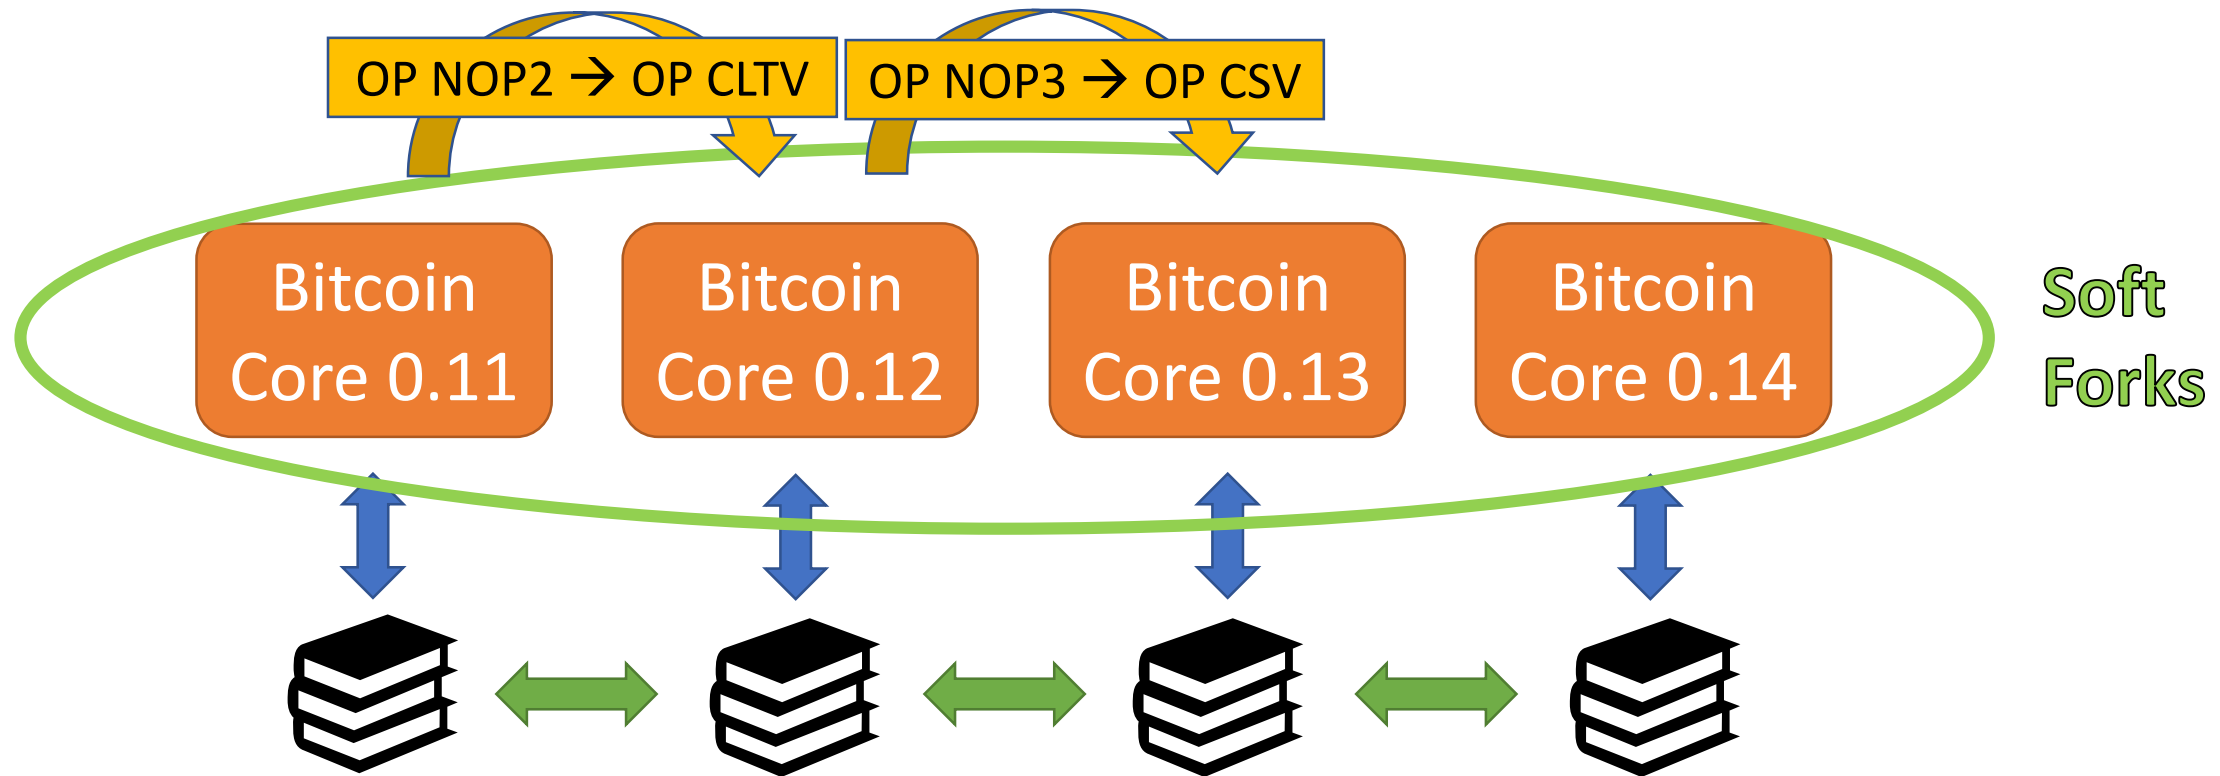 OP NOP2 → OP CLTV
OP NOP3 → OP CSV
Bitcoin
Core 0.11
Bitcoin
Core 0.12
Bitcoin
Core 0.13
Bitcoin
Core 0.14
Soft
Forks